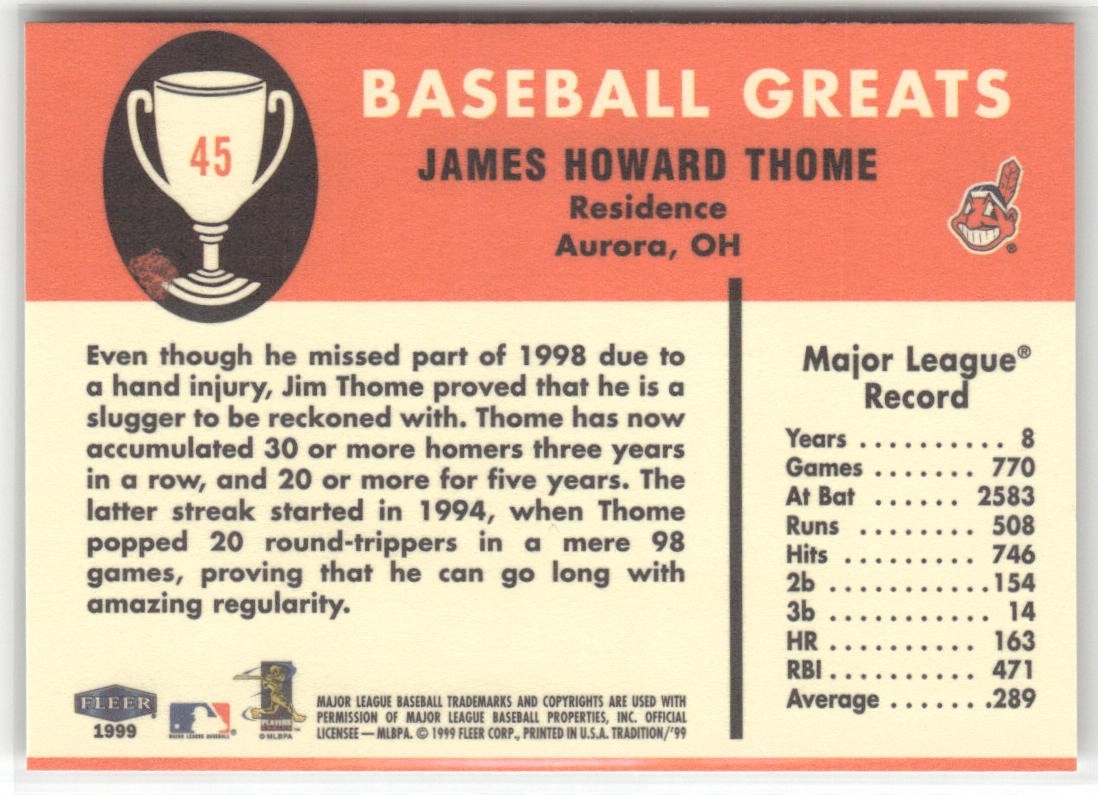 45
BASEBALL GREATS
JAMES HOWARD THOME
Residence
Aurora, OH
Even though he missed part of 1998 due to
a hand injury, Jim Thome proved that he is a
slugger to be reckoned with. Thome has now
accumulated 30 or more homers three years
in a row, and 20 or more for five years. The
latter streak started in 1994, when Thome
popped 20 round-trippers in a mere 98
games, proving that he can go long with
amazing regularity.
Major League®
Record
Years . . . . . . . . . . 8
Games . . . . . . . 770
At Bat . . . . . . 2583
Runs . . . . . . . . 508
Hits . . . . . . . . . 746
2b . . . . . . . . . . .154
3b . . . . . . . . . . . 14
HR . . . . . . . . . . 163
RBI . . . . . . . . . . 471
Average . . . . . . .289
FLEER
1999
MAJOR LEAGUE BASEBALL
PLAYERS
© MLBPA
MAJOR LEAGUE BASEBALL TRADEMARKS AND COPYRIGHTS ARE USED WITH
PERMISSION OF MAJOR LEAGUE BASEBALL PROPERTIES, INC. OFFICIAL
LICENSEE — MLBPA. © 1999 FLEER CORP., PRINTED IN U.S.A. TRADITION/'99